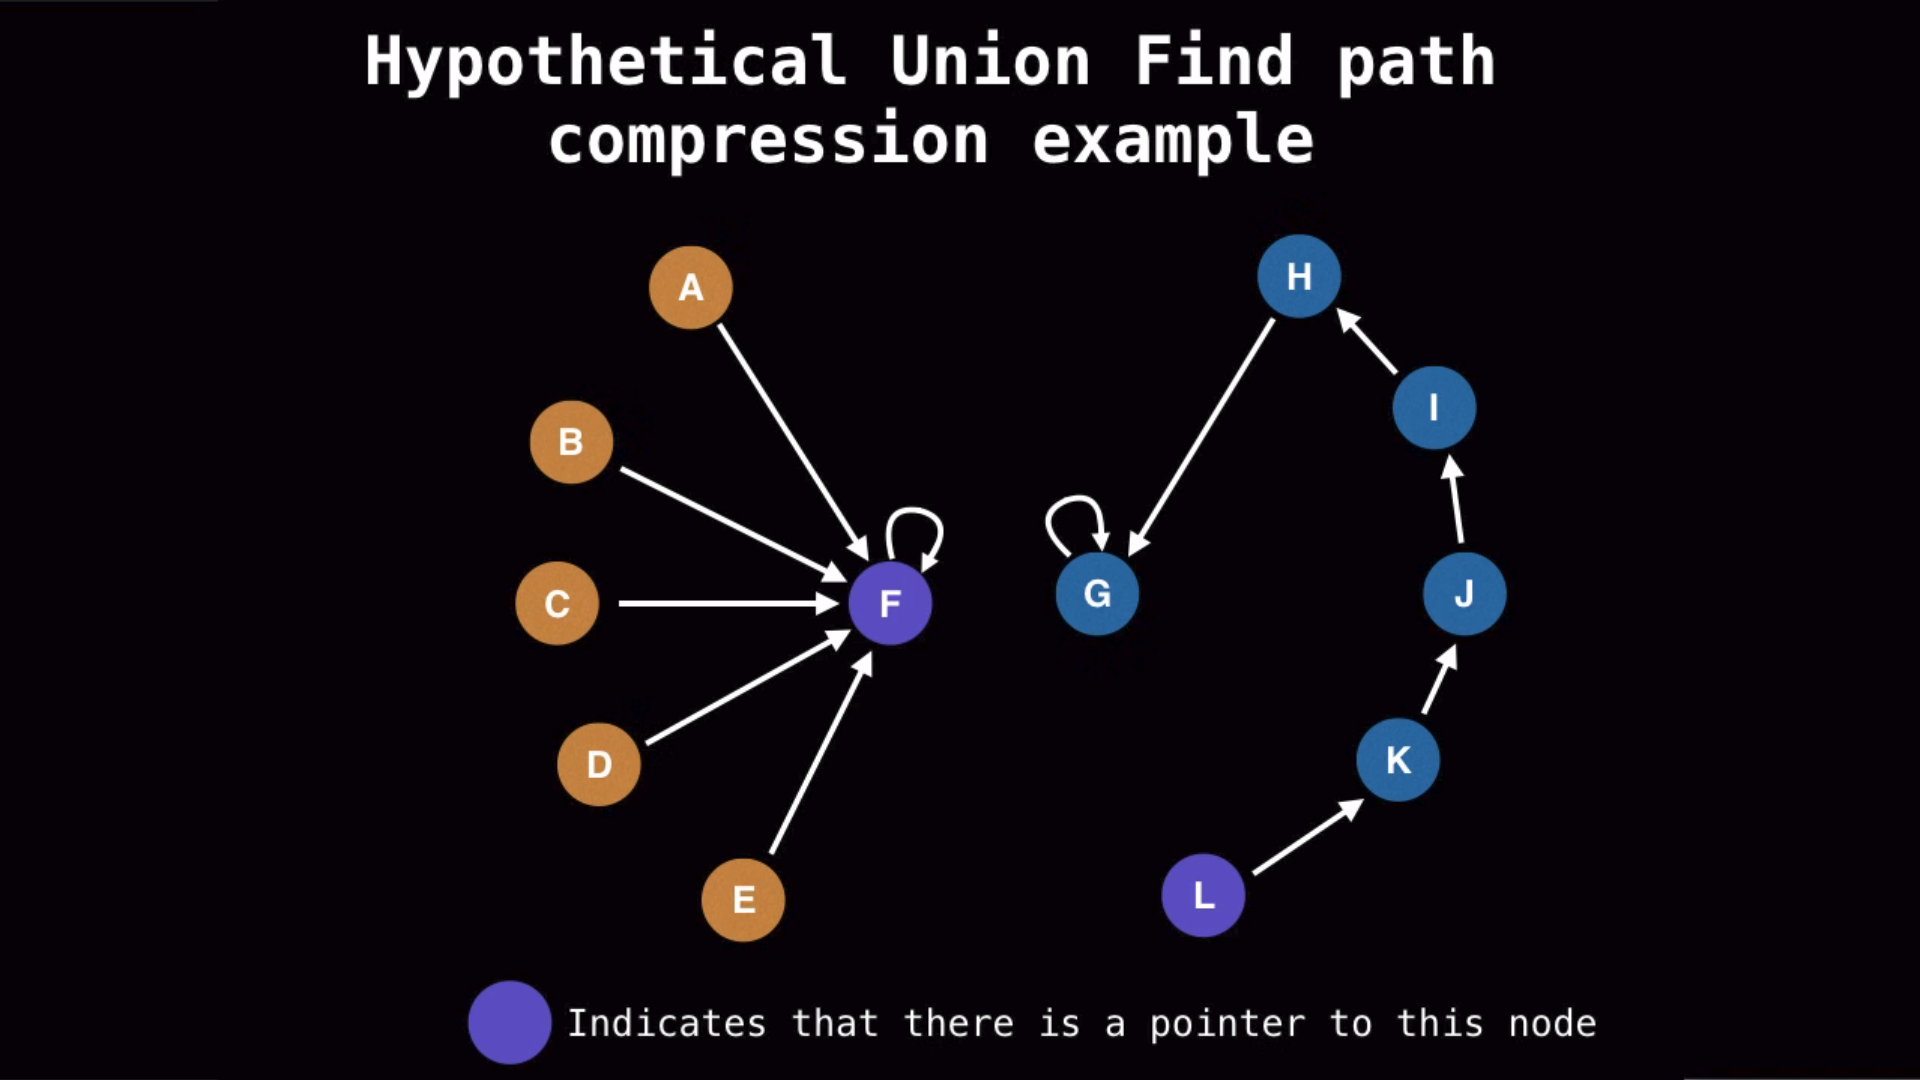 Hypothetical Union Find path
compression example
A
H
I
B
C
F
G
J
D
K
E
L
Indicates that there is a pointer to this node